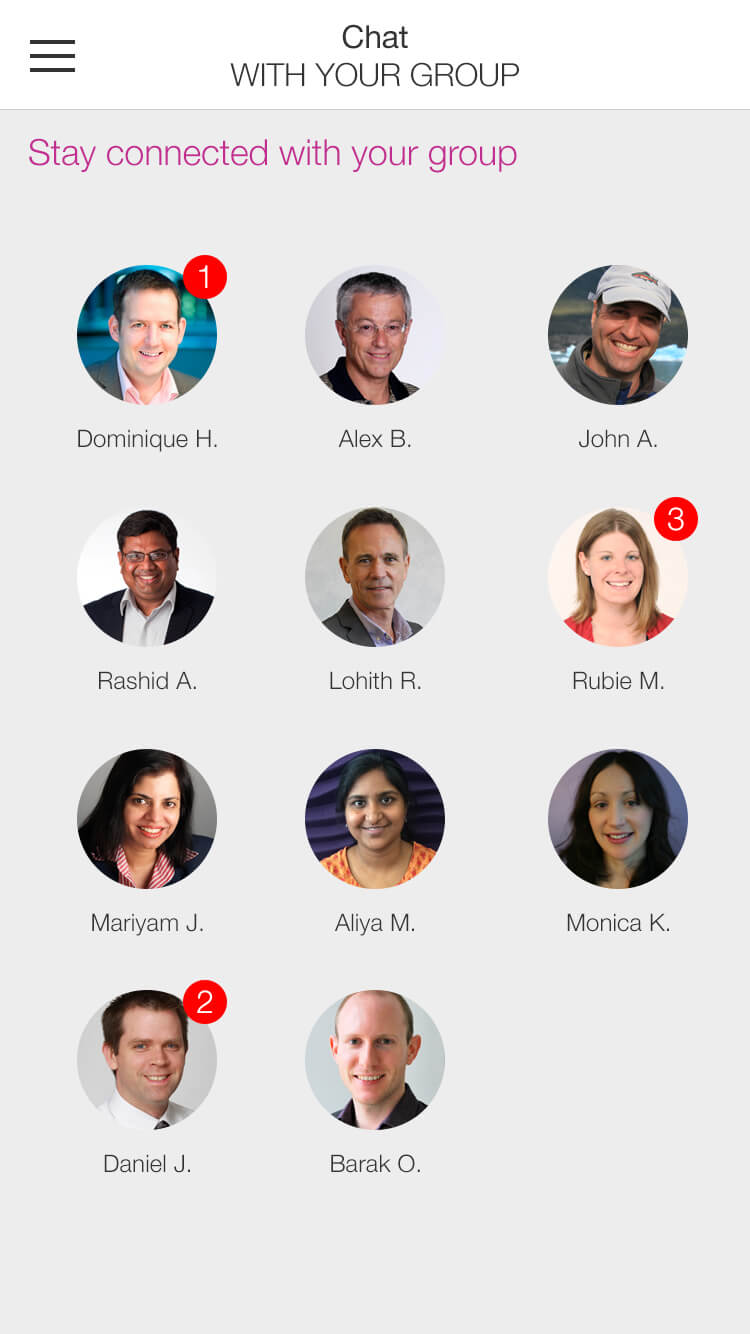 Chat
WITH YOUR GROUP
Stay connected with your group
1
Dominique H.
Alex B.
John A.
3
Rashid A.
Lohith R.
Rubie M.
Mariyam J.
Aliya M.
Monica K.
2
Daniel J.
Barak O.